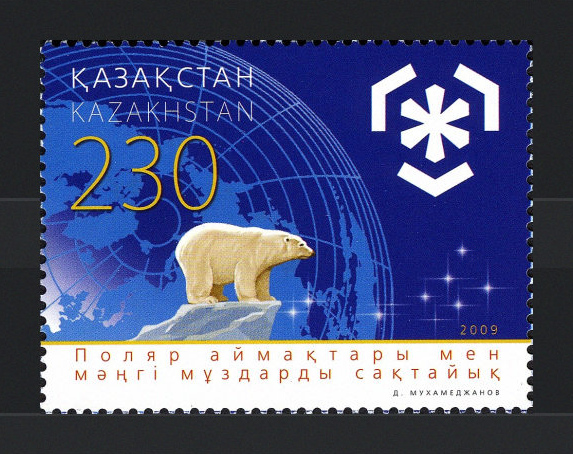 ҚАЗАҚСТАН
KAZAKHSTAN
230
2009
Поляр аймақтары мен
мәңгі мұздарды сақтайық
Д. МУХАМЕДЖАНОВ